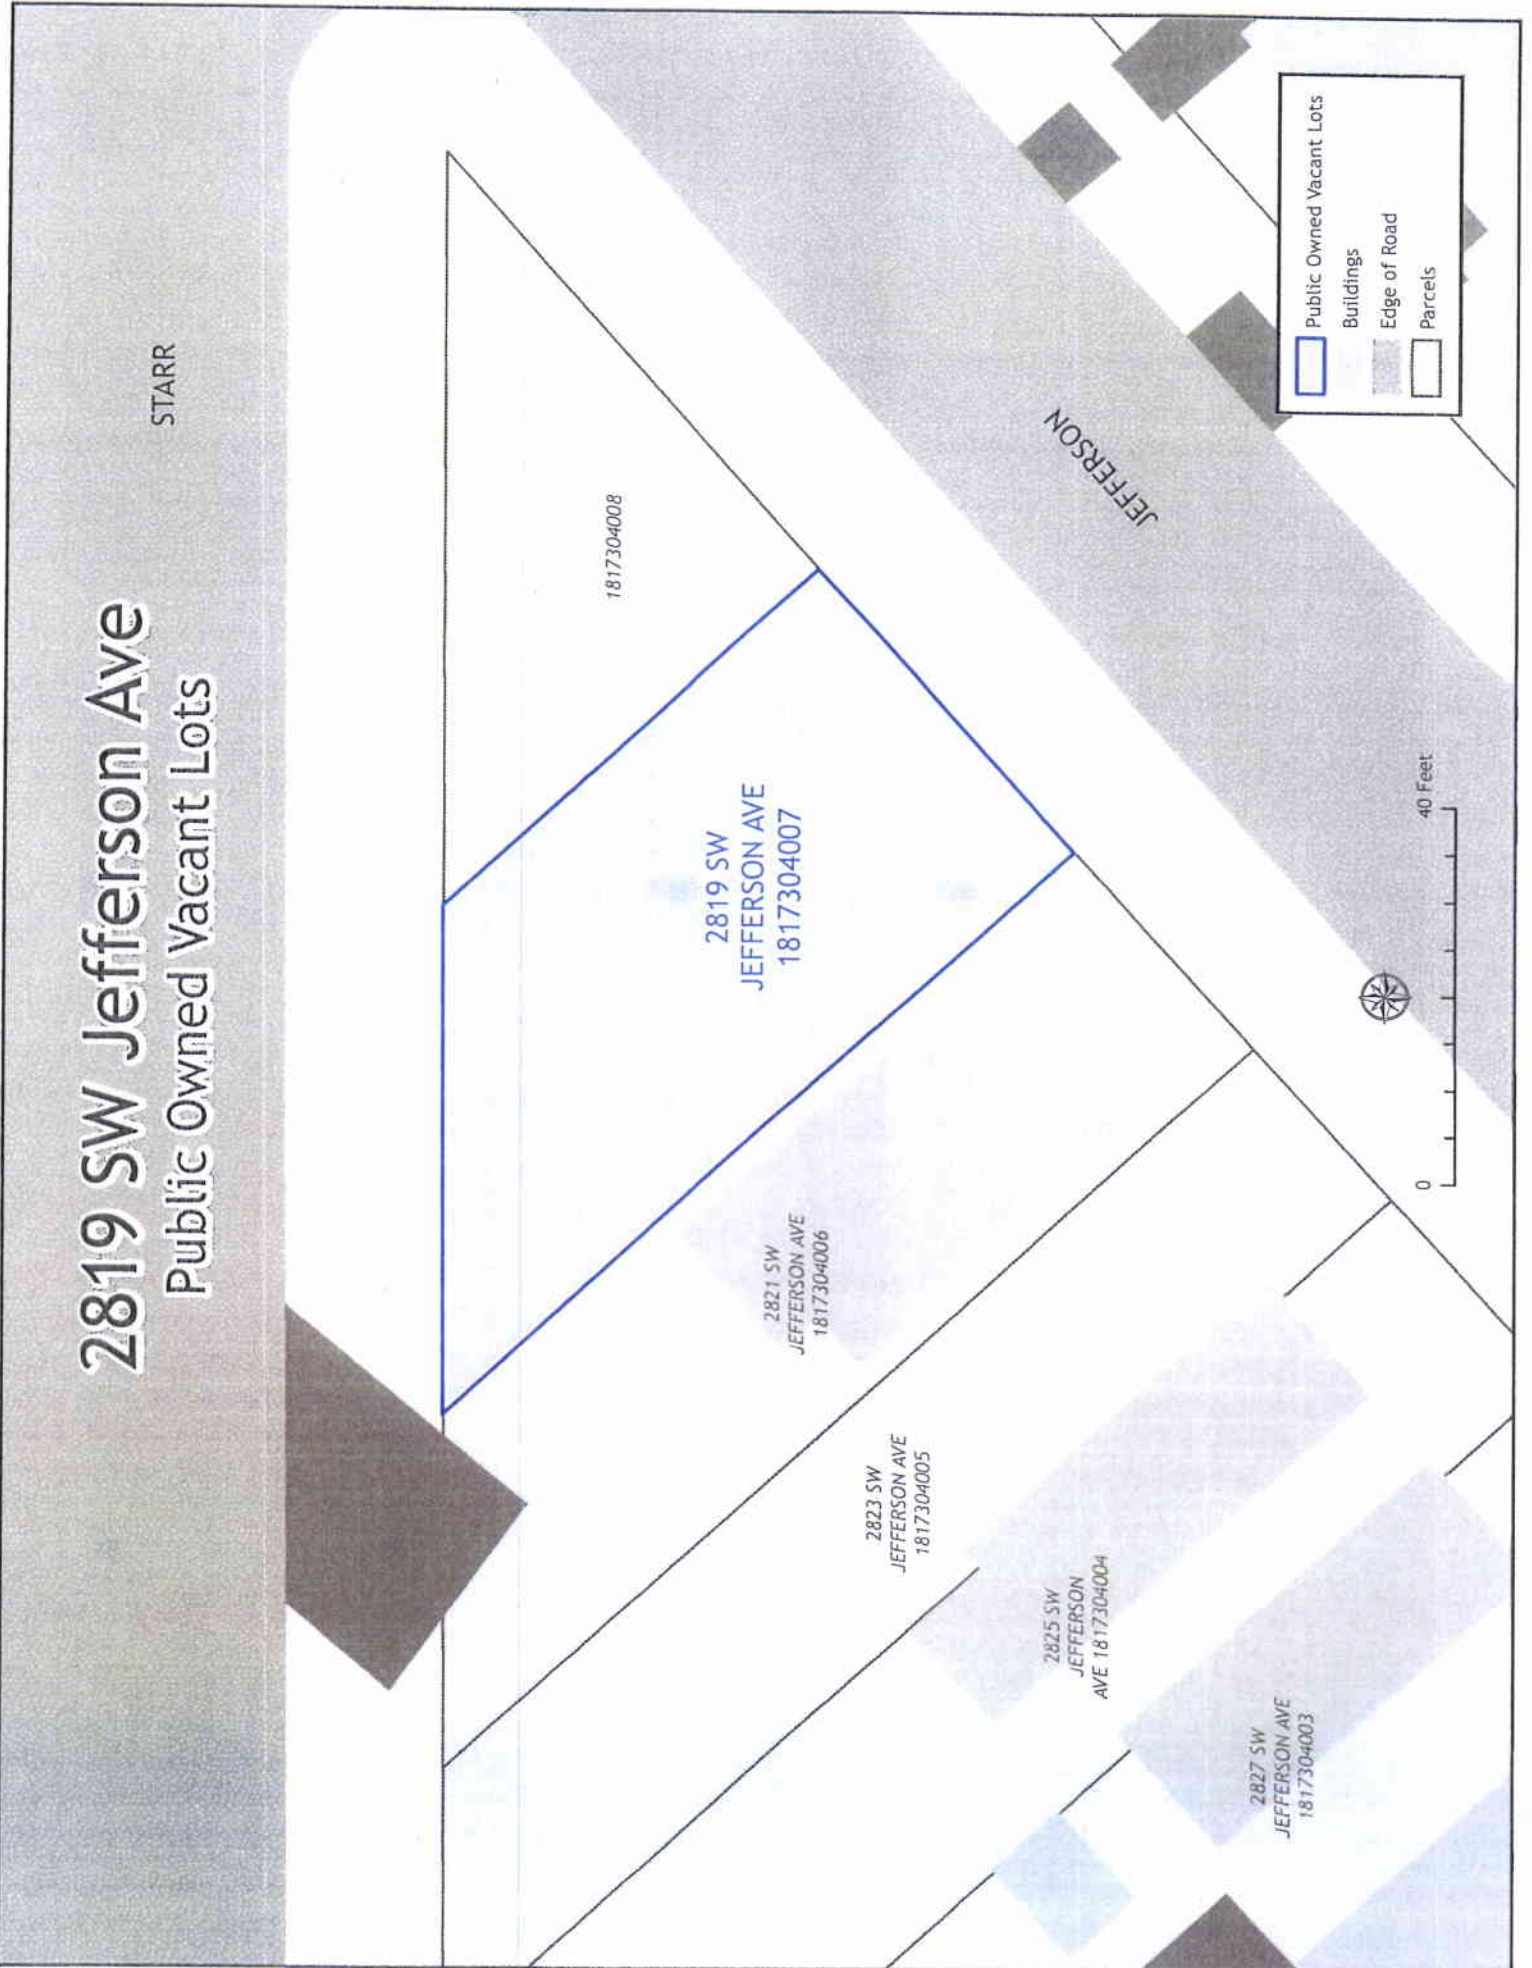 2819 SW Jefferson Ave
Public Owned Vacant Lots
STARR
1817304008
2819 SW
JEFFERSON AVE
1817304007
2821 SW
JEFFERSON AVE
1817304006
2823 SW
JEFFERSON AVE
1817304005
2825 SW
JEFFERSON
AVE 1817304004
2827 SW
JEFFERSON AVE
1817304003
JEFFERSON
0
40 Feet
Public Owned Vacant Lots
Buildings
Edge of Road
Parcels